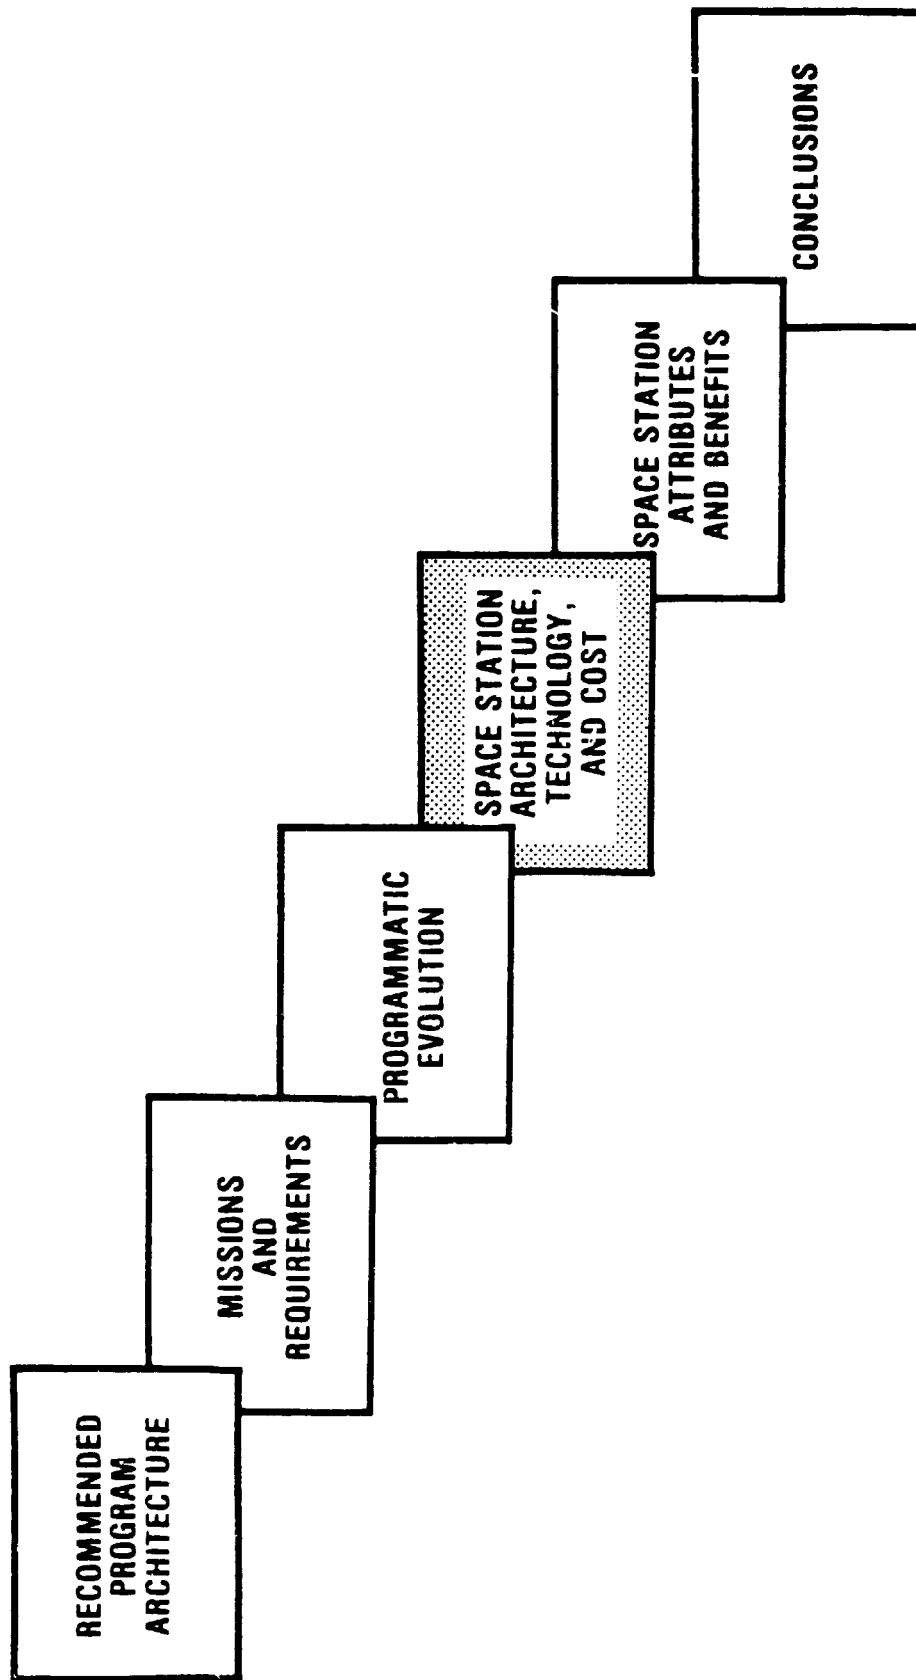 RECOMMENDED
PROGRAM
ARCHITECTURE
MISSIONS
AND
REQUIREMENTS
PROGRAMMATIC
EVOLUTION
SPACE STATION
ARCHITECTURE,
TECHNOLOGY,
AND COST
SPACE STATION
ATTRIBUTES
AND BENEFITS
CONCLUSIONS